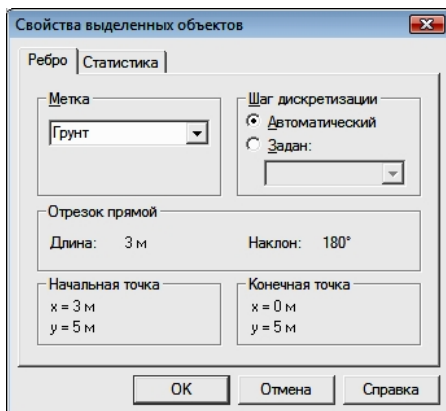 Свойства выделенных объектов
Ребро Статистика
Метка
Грунт
Шаг дискретизации
Автоматический
Задан:
Отрезок прямой
Длина: 3 м Наклон: 180°
Начальная точка
x = 3 м
y = 5 м
Конечная точка
x = 0 м
y = 5 м
OK Отмена Справка